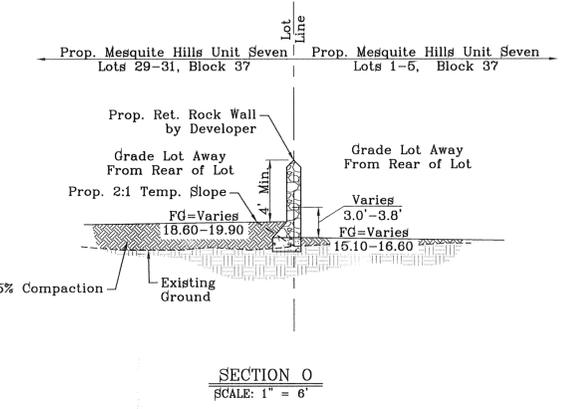 Lot
Line
Prop. Mesquite Hills Unit Seven
Lots 29-31, Block 37
Prop. Mesquite Hills Unit Seven
Lots 1-5, Block 37
Prop. Ret. Rock Wall
by Developer
Grade Lot Away
From Rear of Lot
Grade Lot Away
From Rear of Lot
4' Min.
Prop. 2:1 Temp. Slope
Varies
3.0'-3.8'
FG=Varies
18.60-19.90
FG=Varies
15.10-16.60
5% Compaction
Existing
Ground
SECTION O
SCALE: 1" = 6'